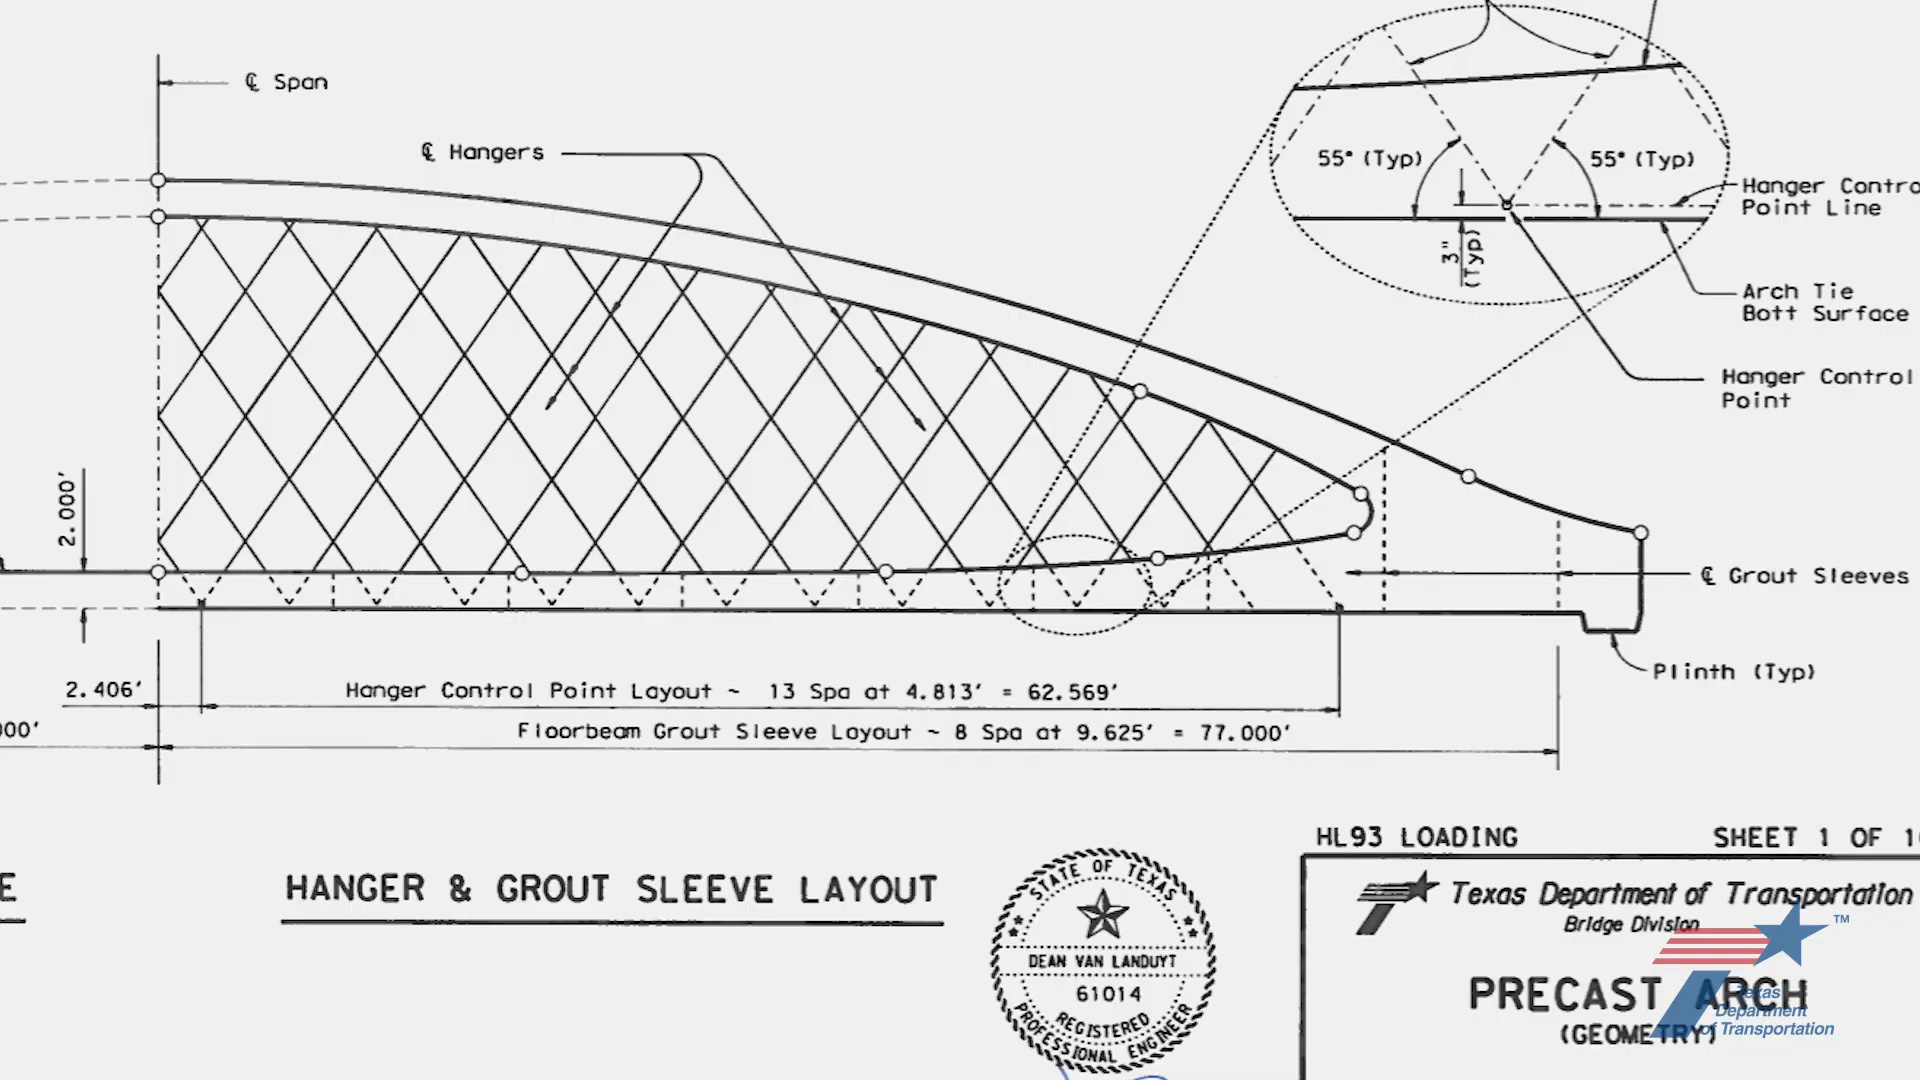 ℄ Span
℄ Hangers
55° (Typ)
55° (Typ)
Hanger Contro
Point Line
3"
(Typ)
Arch Tie
Bott Surface
Hanger Control
Point
2.000'
℄ Grout Sleeves
Plinth (Typ)
2.406'
Hanger Control Point Layout ~ 13 Spa at 4.813' = 62.569'
000'
Floorbeam Grout Sleeve Layout ~ 8 Spa at 9.625' = 77.000'
E
HANGER & GROUT SLEEVE LAYOUT
STATE OF TEXAS
DEAN VAN LANDUYT
61014
REGISTERED
PROFESSIONAL ENGINEER
HL93 LOADING
SHEET 1 OF 1
Texas Department of Transportation
Bridge Division
PRECAST ARCH
(GEOMETRY)
TM
Texas
Department
of Transportation